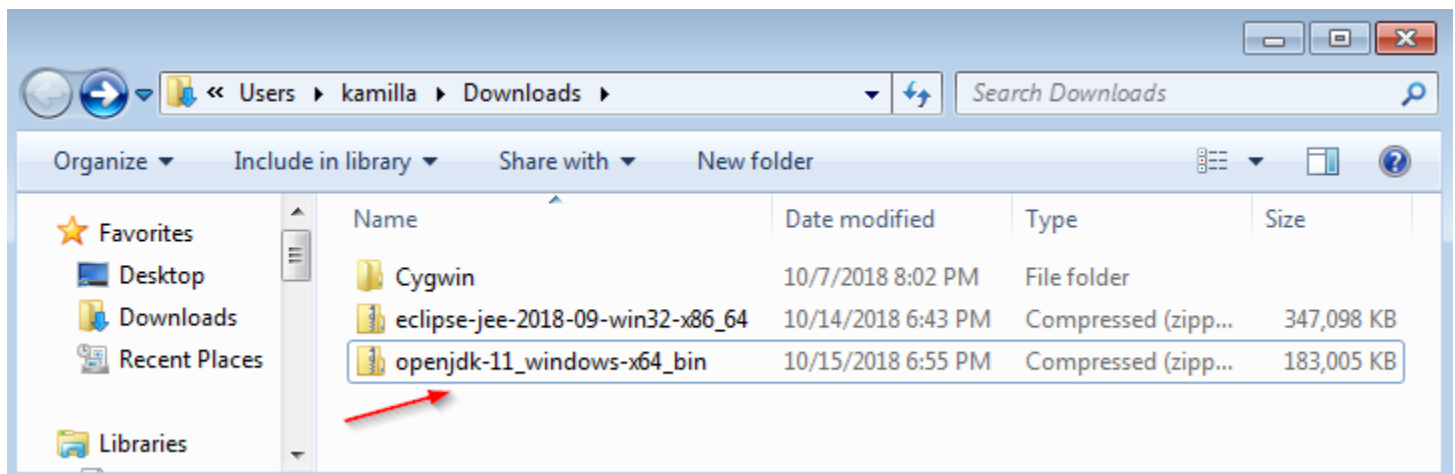 « Users ▸ kamilla ▸ Downloads ▸ Search Downloads
Organize ▾ Include in library ▾ Share with ▾ New folder
Favorites
Desktop
Downloads
Recent Places
Libraries
Name Date modified Type Size
Cygwin 10/7/2018 8:02 PM File folder
eclipse-jee-2018-09-win32-x86_64 10/14/2018 6:43 PM Compressed (zipp... 347,098 KB
openjdk-11_windows-x64_bin 10/15/2018 6:55 PM Compressed (zipp... 183,005 KB